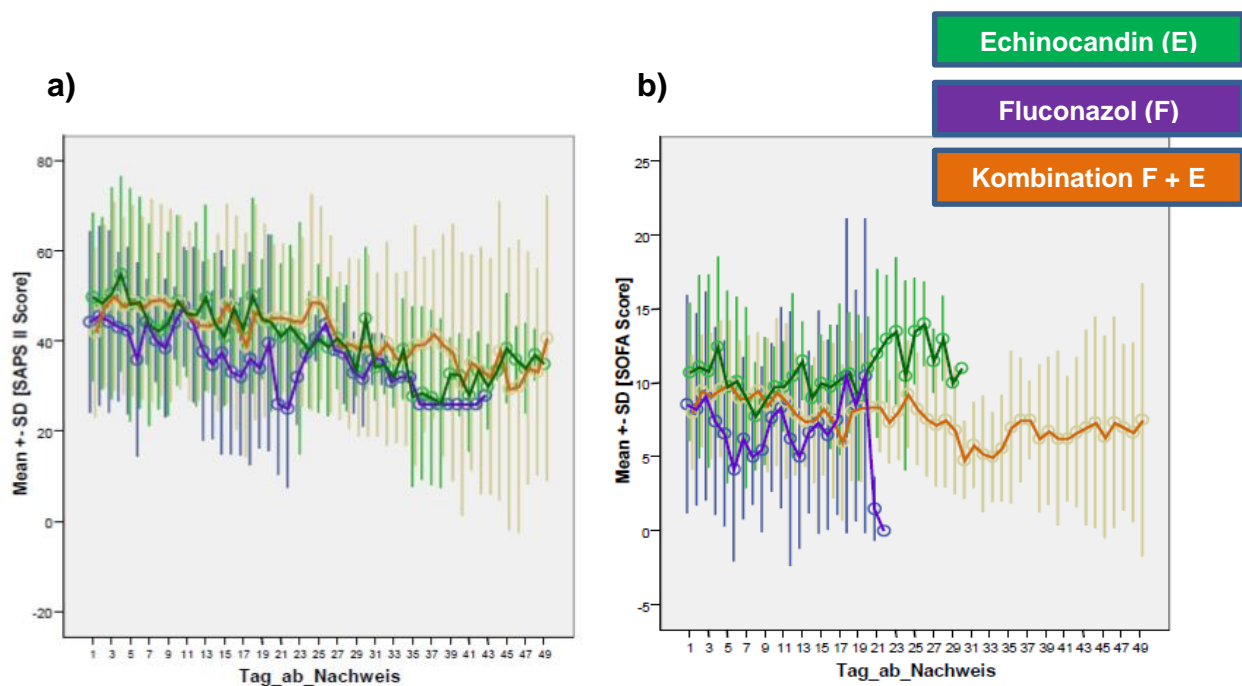 Echinocandin (E)
Fluconazol (F)
Kombination F + E
a)
b)
Mean +- SD [SAPS II Score]
80
60
40
20
0
-20
1 3 5 7 9 11 13 15 17 19 21 23 25 27 29 31 33 35 37 39 41 43 45 47 49
Tag_ab_Nachweis
Mean +- SD [SOFA Score]
25
20
15
10
5
0
-5
1 3 5 7 9 11 13 15 17 19 21 23 25 27 29 31 33 35 37 39 41 43 45 47 49
Tag_ab_Nachweis